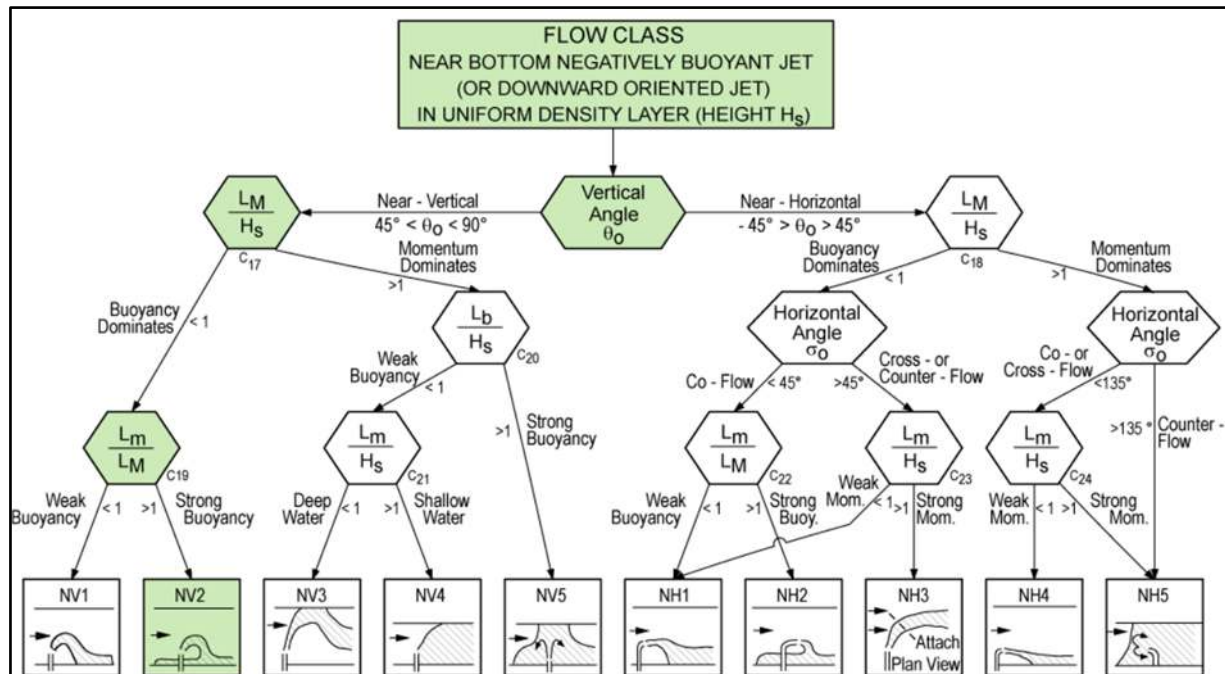 FLOW CLASS
NEAR BOTTOM NEGATIVELY BUOYANT JET
(OR DOWNWARD ORIENTED JET)
IN UNIFORM DENSITY LAYER (HEIGHT HS)
LM
HS
C17
Near - Vertical
45° < θo < 90°
Vertical
Angle
θo
Near - Horizontal
- 45° > θo > 45°
LM
HS
C18
Buoyancy
Dominates
< 1
Momentum
Dominates
>1
Buoyancy
Dominates
< 1
>1
Momentum
Dominates
Lb
HS
C20
Horizontal
Angle
σo
Horizontal
Angle
σo
Weak
Buoyancy
< 1
>1
Strong
Buoyancy
Co - Flow
< 45°
>45°
Cross - or
Counter - Flow
Co - or
Cross - Flow
<135°
>135 °
Counter -
Flow
Lm
LM
C19
Lm
HS
C21
Lm
LM
C22
Lm
HS
C23
Lm
HS
C24
Weak
Buoyancy
< 1
>1
Strong
Buoyancy
Deep
Water
< 1
>1
Shallow
Water
Weak
Buoyancy
< 1
>1
Strong
Buoy.
Weak
Mom.
< 1
>1
Strong
Mom.
Weak
Mom.
< 1
>1
Strong
Mom.
NV1
NV2
NV3
NV4
NV5
NH1
NH2
NH3
Attach
Plan View
NH4
NH5